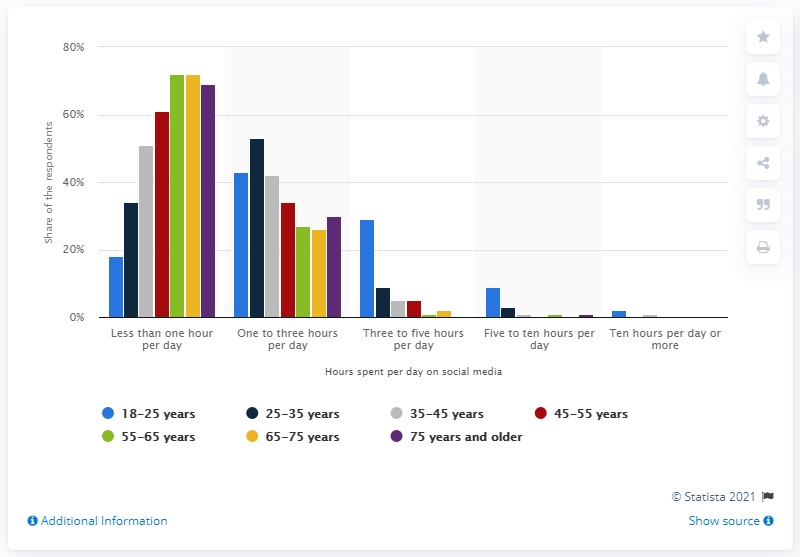 80%
60%
40%
20%
0%
Share of the respondents
Less than one hour per day
One to three hours per day
Three to five hours per day
Five to ten hours per day
Ten hours per day or more
Hours spent per day on social media
18-25 years
25-35 years
35-45 years
45-55 years
55-65 years
65-75 years
75 years and older
© Statista 2021
Additional Information
Show source